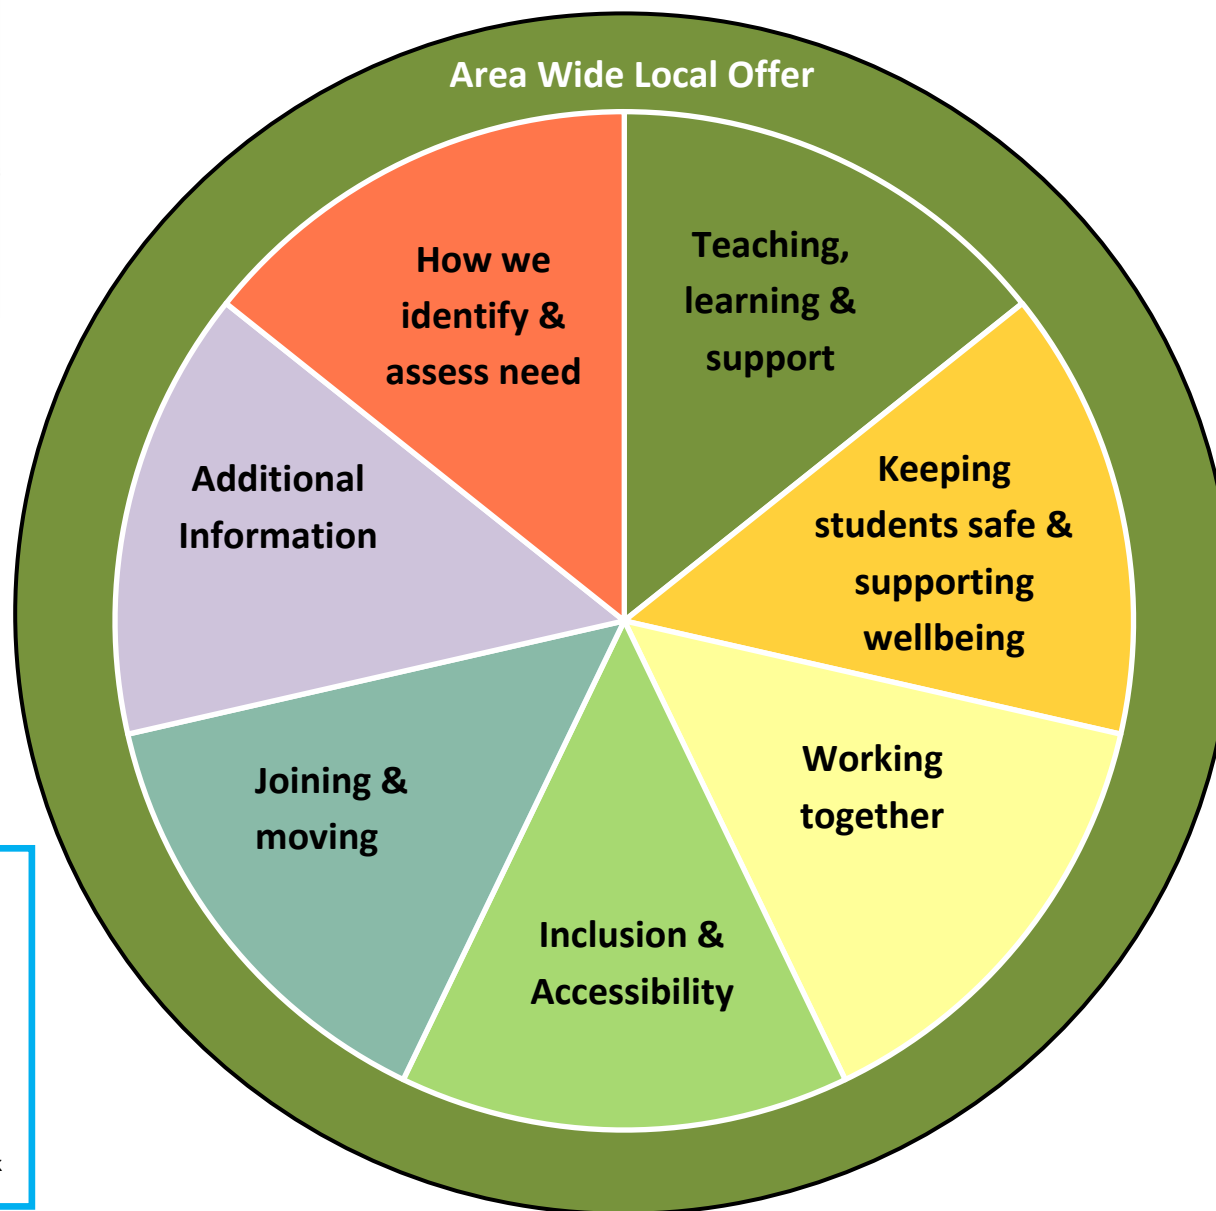 Area Wide Local Offer
How we
identify &
assess need
Teaching,
learning &
support
Keeping
students safe &
supporting
wellbeing
Working
together
Inclusion &
Accessibility
Joining &
moving
Additional
Information